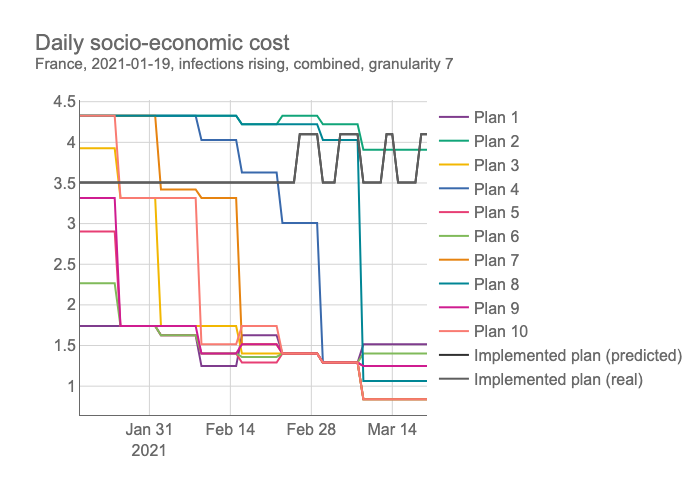 Daily socio-economic cost
France, 2021-01-19, infections rising, combined, granularity 7
4.5
4
3.5
3
2.5
2
1.5
1
Jan 31
2021
Feb 14
Feb 28
Mar 14
Plan 1
Plan 2
Plan 3
Plan 4
Plan 5
Plan 6
Plan 7
Plan 8
Plan 9
Plan 10
Implemented plan (predicted)
Implemented plan (real)